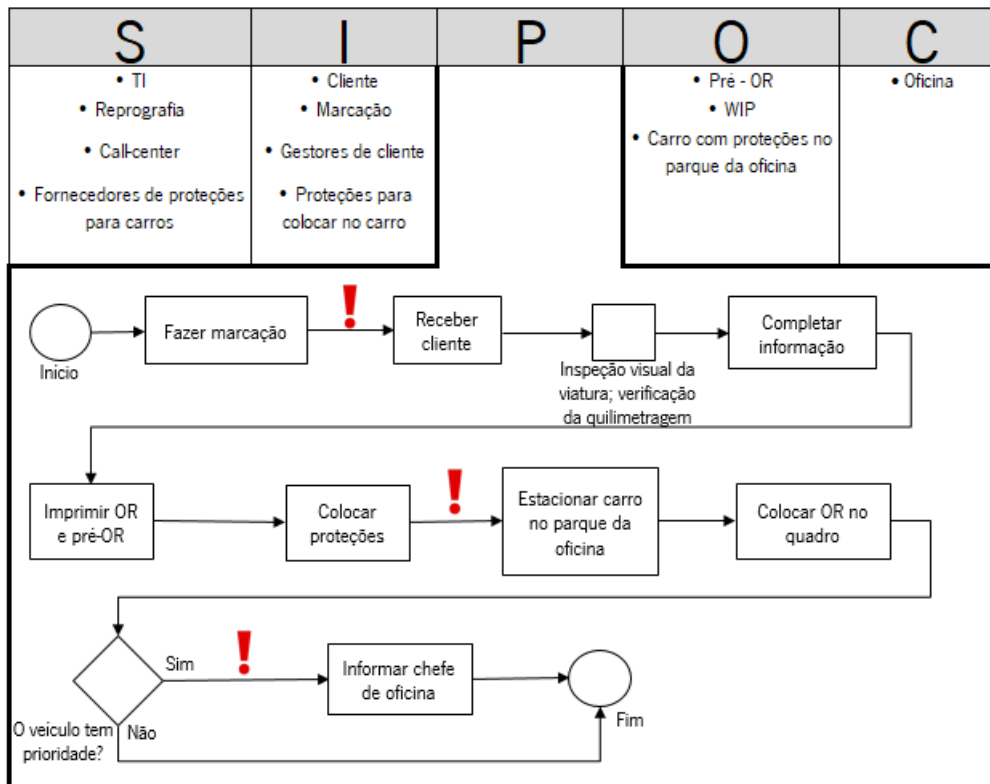 S
I
P
O
C
• TI
• Reprografia
• Call-center
• Fornecedores de proteções
para carros
• Cliente
• Marcação
• Gestores de cliente
• Proteções para
colocar no carro
• Pré - OR
• WIP
• Carro com proteções no
parque da oficina
• Oficina
Início
Fazer marcação
!
Receber
cliente
Inspeção visual da
viatura; verificação
da quilimetragem
Completar
informação
Imprimir OR
e pré-OR
Colocar
proteções
!
Estacionar carro
no parque da
oficina
Colocar OR no
quadro
O veículo tem
prioridade?
Sim
Não
!
Informar chefe
de oficina
Fim